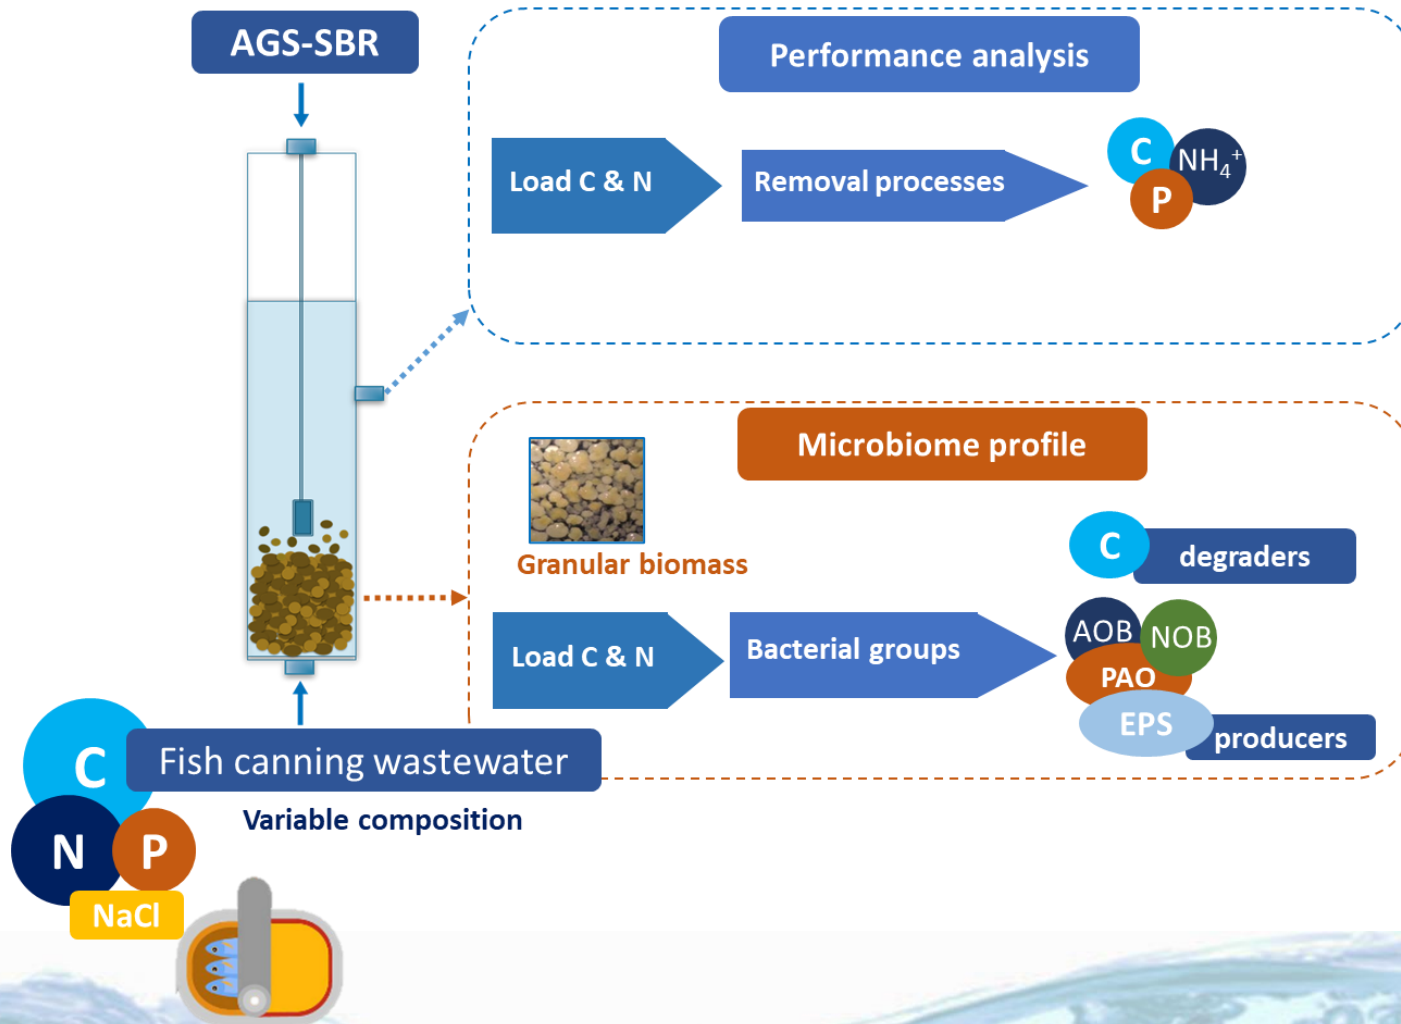 AGS-SBR
Performance analysis
Load C & N
Removal processes
C
NH₄⁺
P
Microbiome profile
Granular biomass
C
degraders
Load C & N
Bacterial groups
AOB
NOB
PAO
EPS
producers
C
Fish canning wastewater
Variable composition
N
P
NaCl